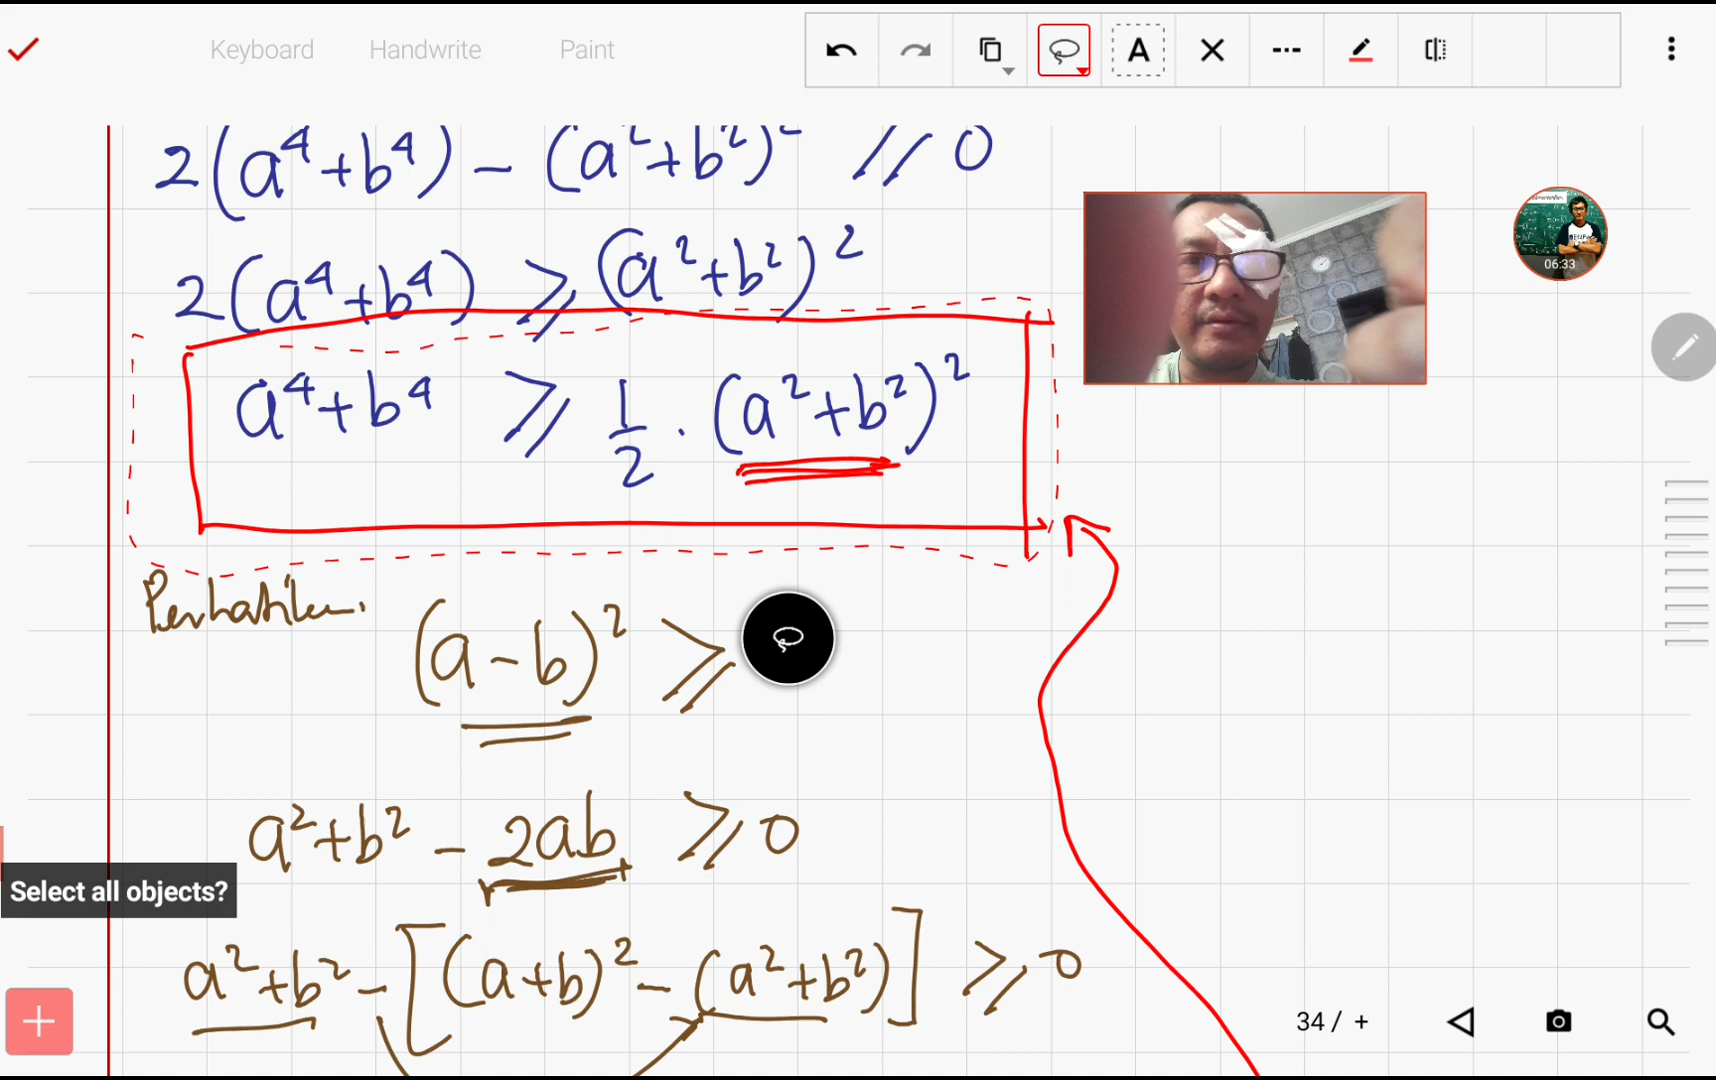 Keyboard Handwrite Paint A
2(a⁴+b⁴) - (a²+b²)² ⩾ 0
2(a⁴+b⁴) ⩾ (a²+b²)²
06:33
a⁴+b⁴ ⩾ 1/2 · (a²+b²)²
Perhatikan.
(a-b)² ⩾
a²+b² - 2ab ⩾ 0
Select all objects?
a²+b² - [(a+b)² - (a²+b²)] ⩾ 0
34 / +